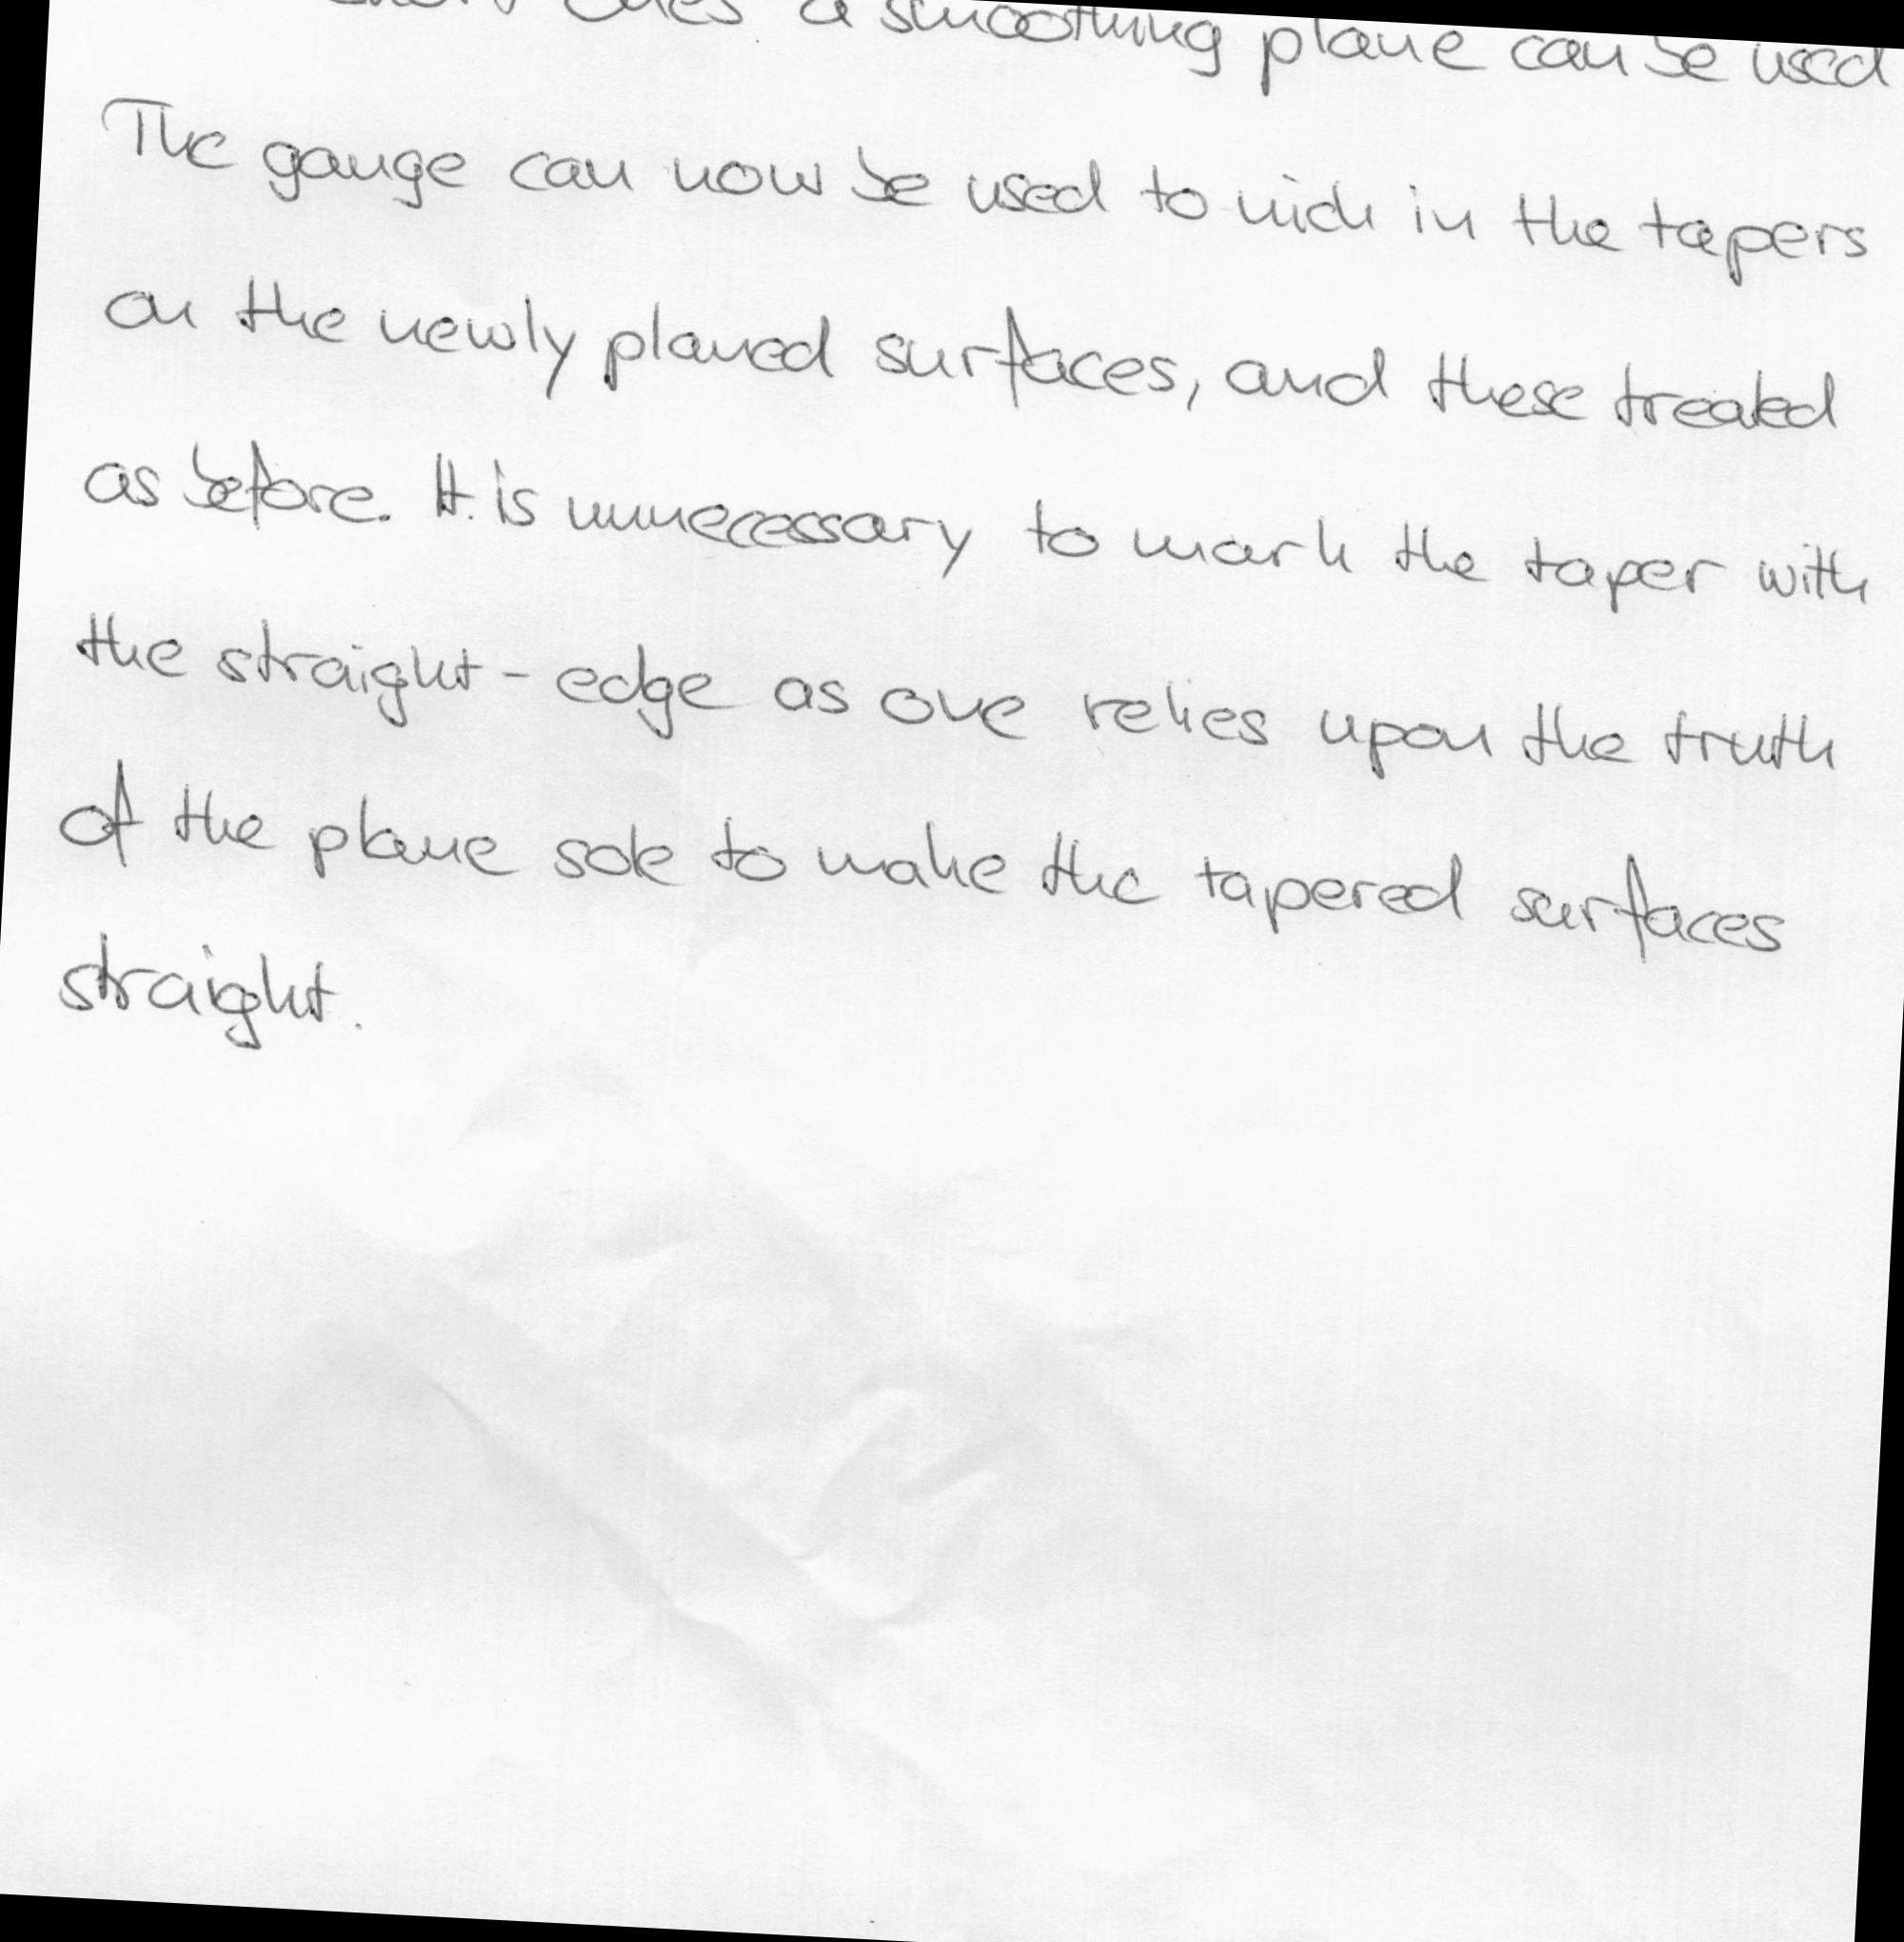 short ones a smoothing plane can be used
The gauge can now be used to nick in the tapers
on the newly planed surfaces, and these treated
as before. It is unnecessary to mark the taper with
the straight-edge as one relies upon the truth
of the plane sole to make the tapered surfaces
straight.